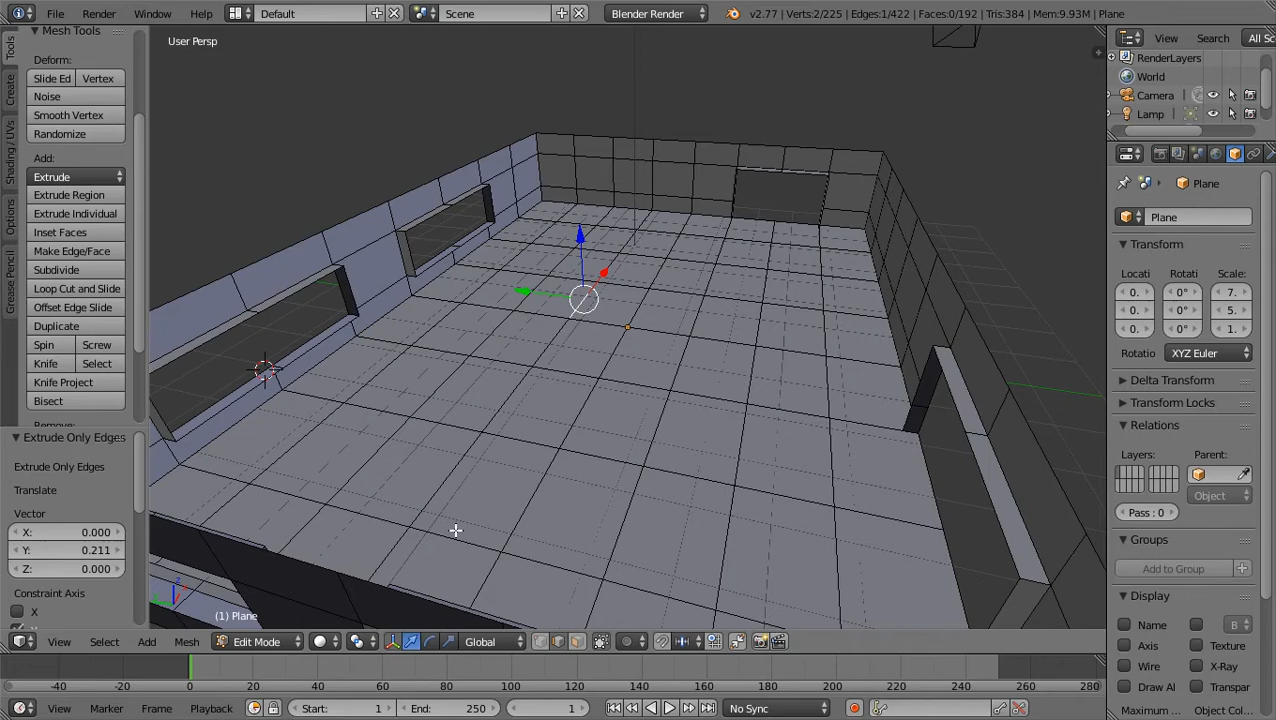 File Render Window Help Default Scene Blender Render v2.77 | Verts:2/225 | Edges:1/422 | Faces:0/192 | Tris:384 | Mem:9.93M | Plane
Tools
Create
Shading / UVs
Options
Grease Pencil
Mesh Tools
Deform:
Slide Ed Vertex
Noise
Smooth Vertex
Randomize
Add:
Extrude
Extrude Region
Extrude Individual
Inset Faces
Make Edge/Face
Subdivide
Loop Cut and Slide
Offset Edge Slide
Duplicate
Spin Screw
Knife Select
Knife Project
Bisect
Extrude Only Edges
Extrude Only Edges
Translate
Vector
X: 0.000
Y: 0.211
Z: 0.000
Constraint Axis
X
User Persp
(1) Plane
View Search All Sc
RenderLayers
World
Camera
Lamp
Plane
Plane
Transform
Locati Rotati Scale:
0. 0° 7.
0. 0° 5.
0. 0° 1.
Rotatio XYZ Euler
Delta Transform
Transform Locks
Relations
Layers: Parent:
Object
Pass : 0
Groups
Add to Group
Display
Name D B
Axis Texture
Wire X-Ray
Draw Al Transpar
Maximum Object Col
View Select Add Mesh Edit Mode Global
-40 -20 0 20 40 60 80 100 120 140 160 180 200 220 240 260 280
View Marker Frame Playback Start: 1 End: 250 1 No Sync